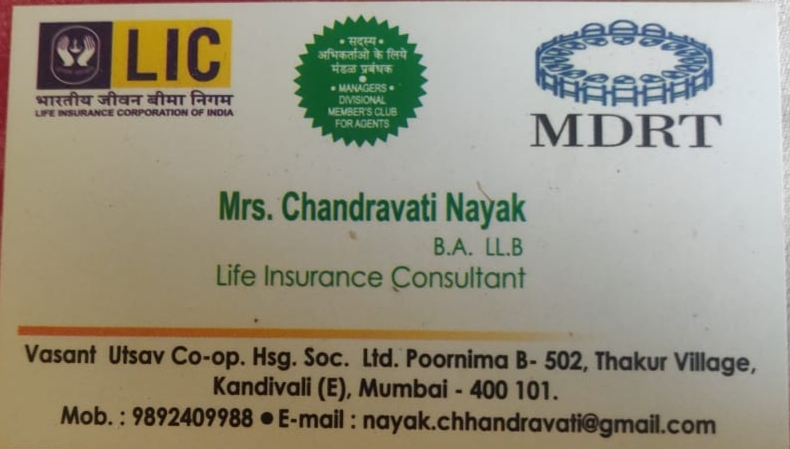 LIC
भारतीय जीवन बीमा निगम
LIFE INSURANCE CORPORATION OF INDIA
• सदस्य •
अभिकर्ताओ के लिये
मंडळ प्रबंधक
• MANAGERS •
DIVISIONAL
MEMBER'S CLUB
FOR AGENTS
MDRT
Mrs. Chandravati Nayak
B.A. LL.B
Life Insurance Consultant
Vasant Utsav Co-op. Hsg. Soc. Ltd. Poornima B- 502, Thakur Village,
Kandivali (E), Mumbai - 400 101.
Mob. : 9892409988 ● E-mail : nayak.chhandravati@gmail.com